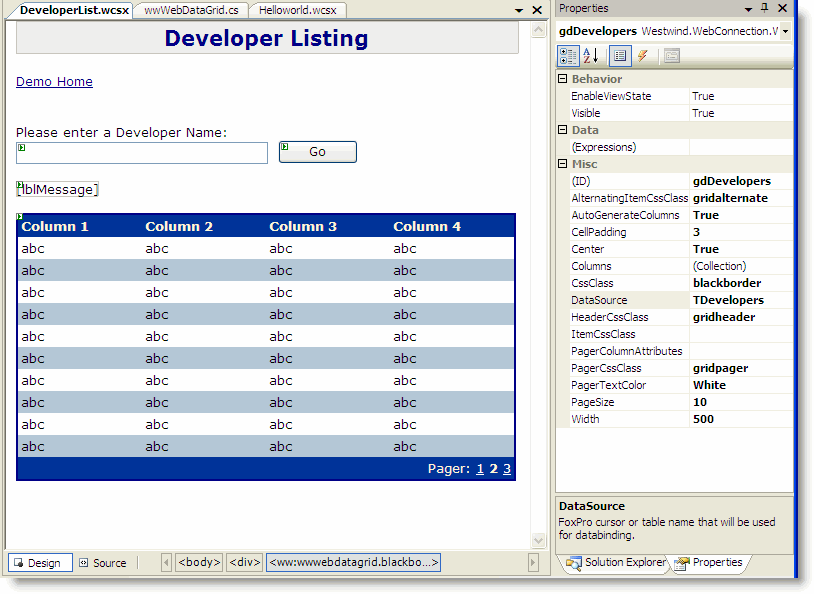 DeveloperList.wcsx wwWebDataGrid.cs Helloworld.wcsx
Developer Listing
Demo Home
Please enter a Developer Name:
Go
[lblMessage]
Column 1 Column 2 Column 3 Column 4
abc abc abc abc
abc abc abc abc
abc abc abc abc
abc abc abc abc
abc abc abc abc
abc abc abc abc
abc abc abc abc
abc abc abc abc
abc abc abc abc
abc abc abc abc
Pager: 1 2 3
Design Source <body> <div> <ww:wwwebdatagrid.blackbo...>
Properties
gdDevelopers Westwind.WebConnection.W
Behavior
EnableViewState True
Visible True
Data
(Expressions)
Misc
(ID) gdDevelopers
AlternatingItemCssClass gridalternate
AutoGenerateColumns True
CellPadding 3
Center True
Columns (Collection)
CssClass blackborder
DataSource TDevelopers
HeaderCssClass gridheader
ItemCssClass
PagerColumnAttributes
PagerCssClass gridpager
PagerTextColor White
PageSize 10
Width 500
DataSource
FoxPro cursor or table name that will be used
for databinding.
Solution Explorer Properties